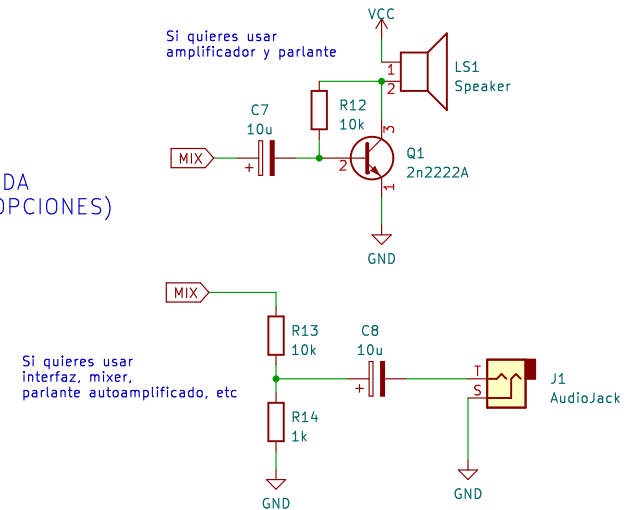 VCC
Si quieres usar
amplificador y parlante
1
2
LS1
Speaker
C7
10u
R12
10k
MIX
+
2
3
1
Q1
2n2222A
GND
DA
OPCIONES)
MIX
R13
10k
C8
10u
+
Si quieres usar
interfaz, mixer,
parlante autoamplificado, etc
T
S
J1
AudioJack
R14
1k
GND
GND